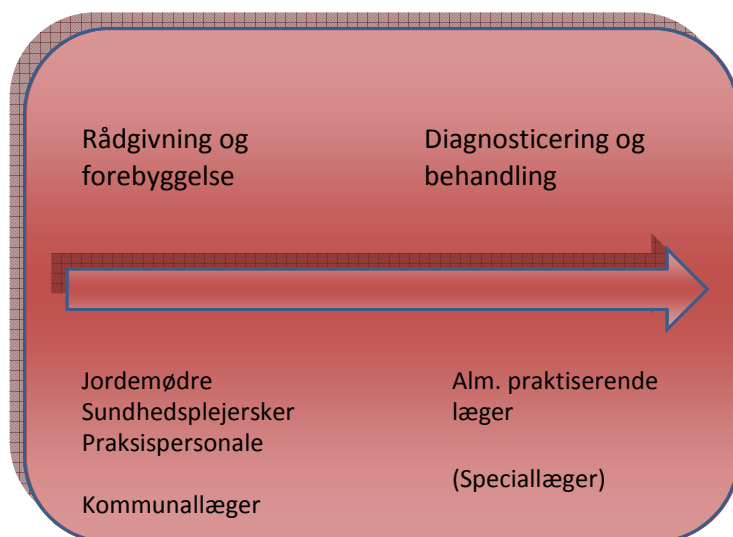 Rådgivning og
forebyggelse
Diagnosticering og
behandling
Jordemødre
Sundhedsplejersker
Praksispersonale
Kommunallæger
Alm. praktiserende
læger
(Speciallæger)